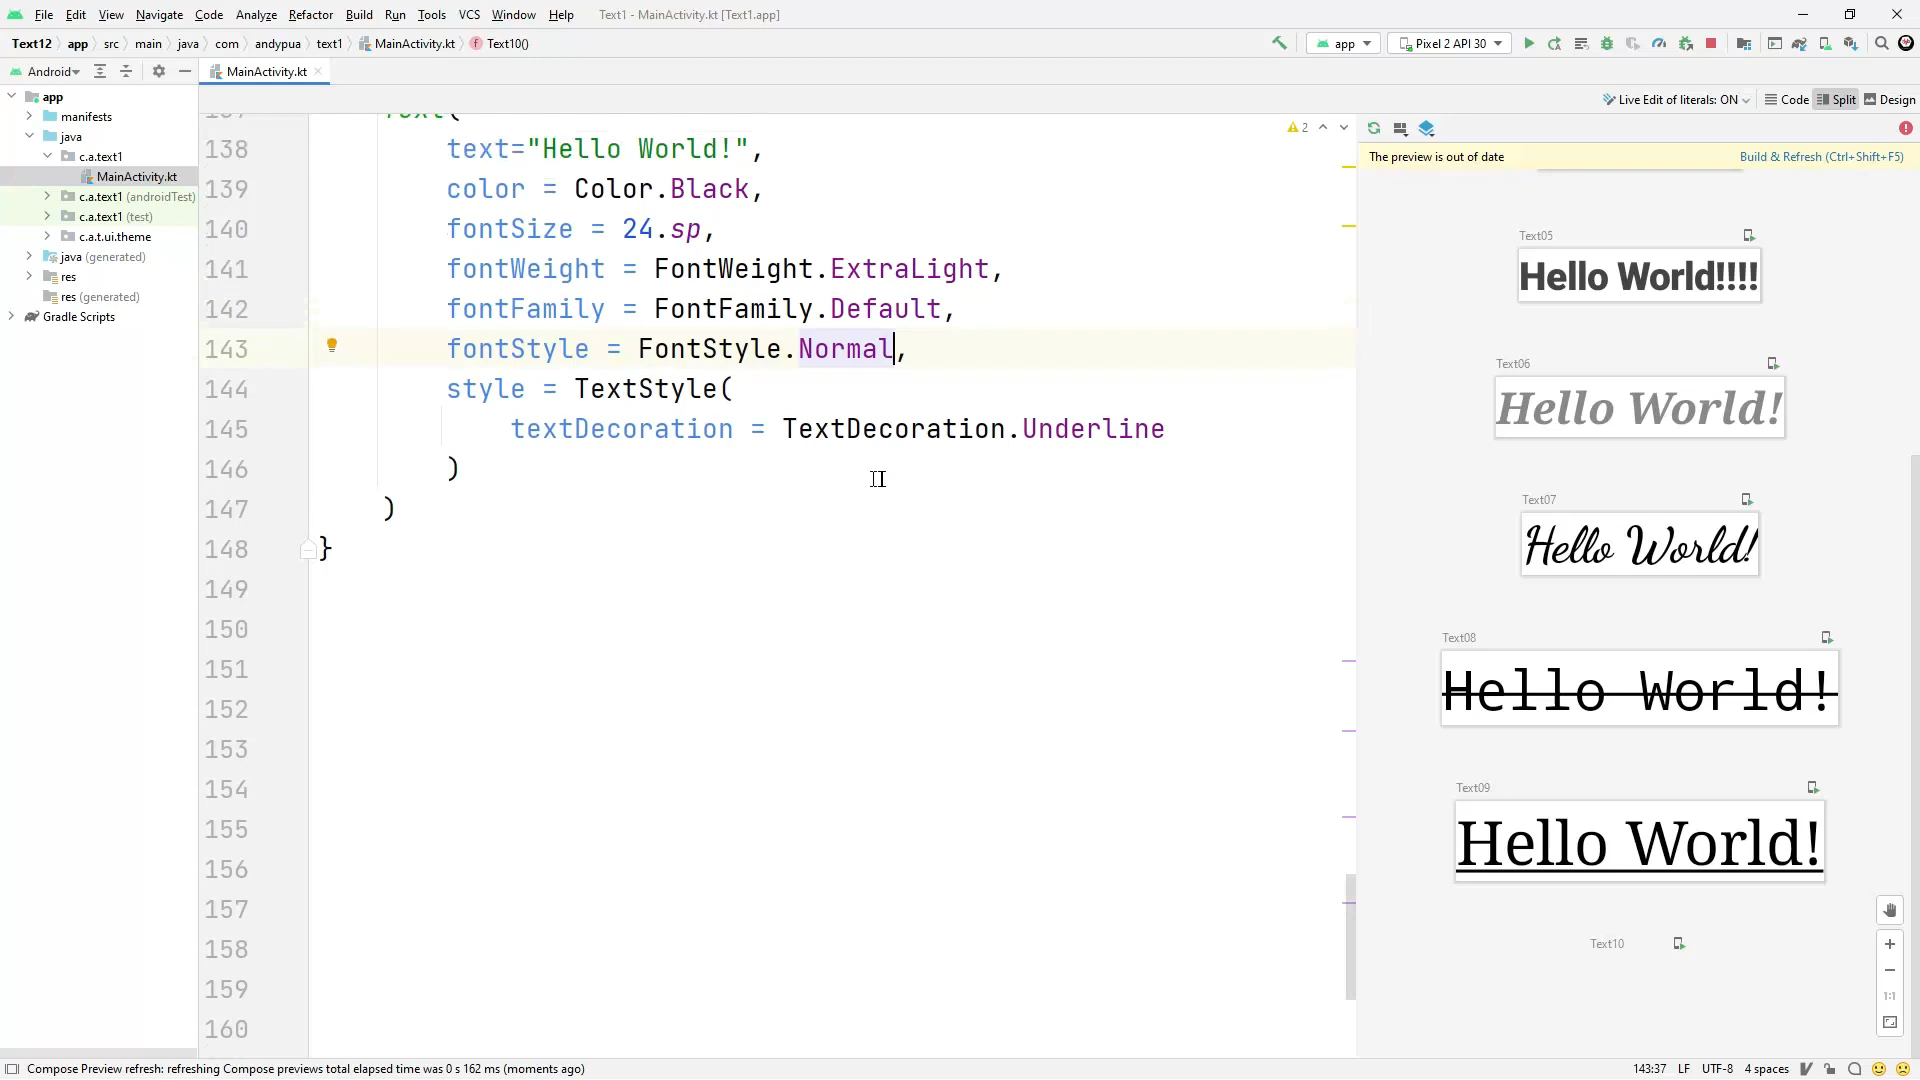 File Edit View Navigate Code Analyze Refactor Build Run Tools VCS Window Help Text1 - MainActivity.kt [Text1.app]
Text12 app src main java com andypua text1 MainActivity.kt Text10() app Pixel 2 API 30
Android MainActivity.kt
app
manifests
java
c.a.text1
MainActivity.kt
c.a.text1 (androidTest)
c.a.text1 (test)
c.a.t.ui.theme
java (generated)
res
res (generated)
Gradle Scripts
Live Edit of literals: ON Code Split Design
2
138 text="Hello World!",
139 color = Color.Black,
140 fontSize = 24.sp,
141 fontWeight = FontWeight.ExtraLight,
142 fontFamily = FontFamily.Default,
143 fontStyle = FontStyle.Normal,
144 style = TextStyle(
145 textDecoration = TextDecoration.Underline
146 )
147 )
148 }
149
150
151
152
153
154
155
156
157
158
159
160
The preview is out of date Build & Refresh (Ctrl+Shift+F5)
Text05
Hello World!!!!
Text06
Hello World!
Text07
Hello World!
Text08
Hello World!
Text09
Hello World!
Text10
1:1
Compose Preview refresh: refreshing Compose previews total elapsed time was 0 s 162 ms (moments ago) 143:37 LF UTF-8 4 spaces